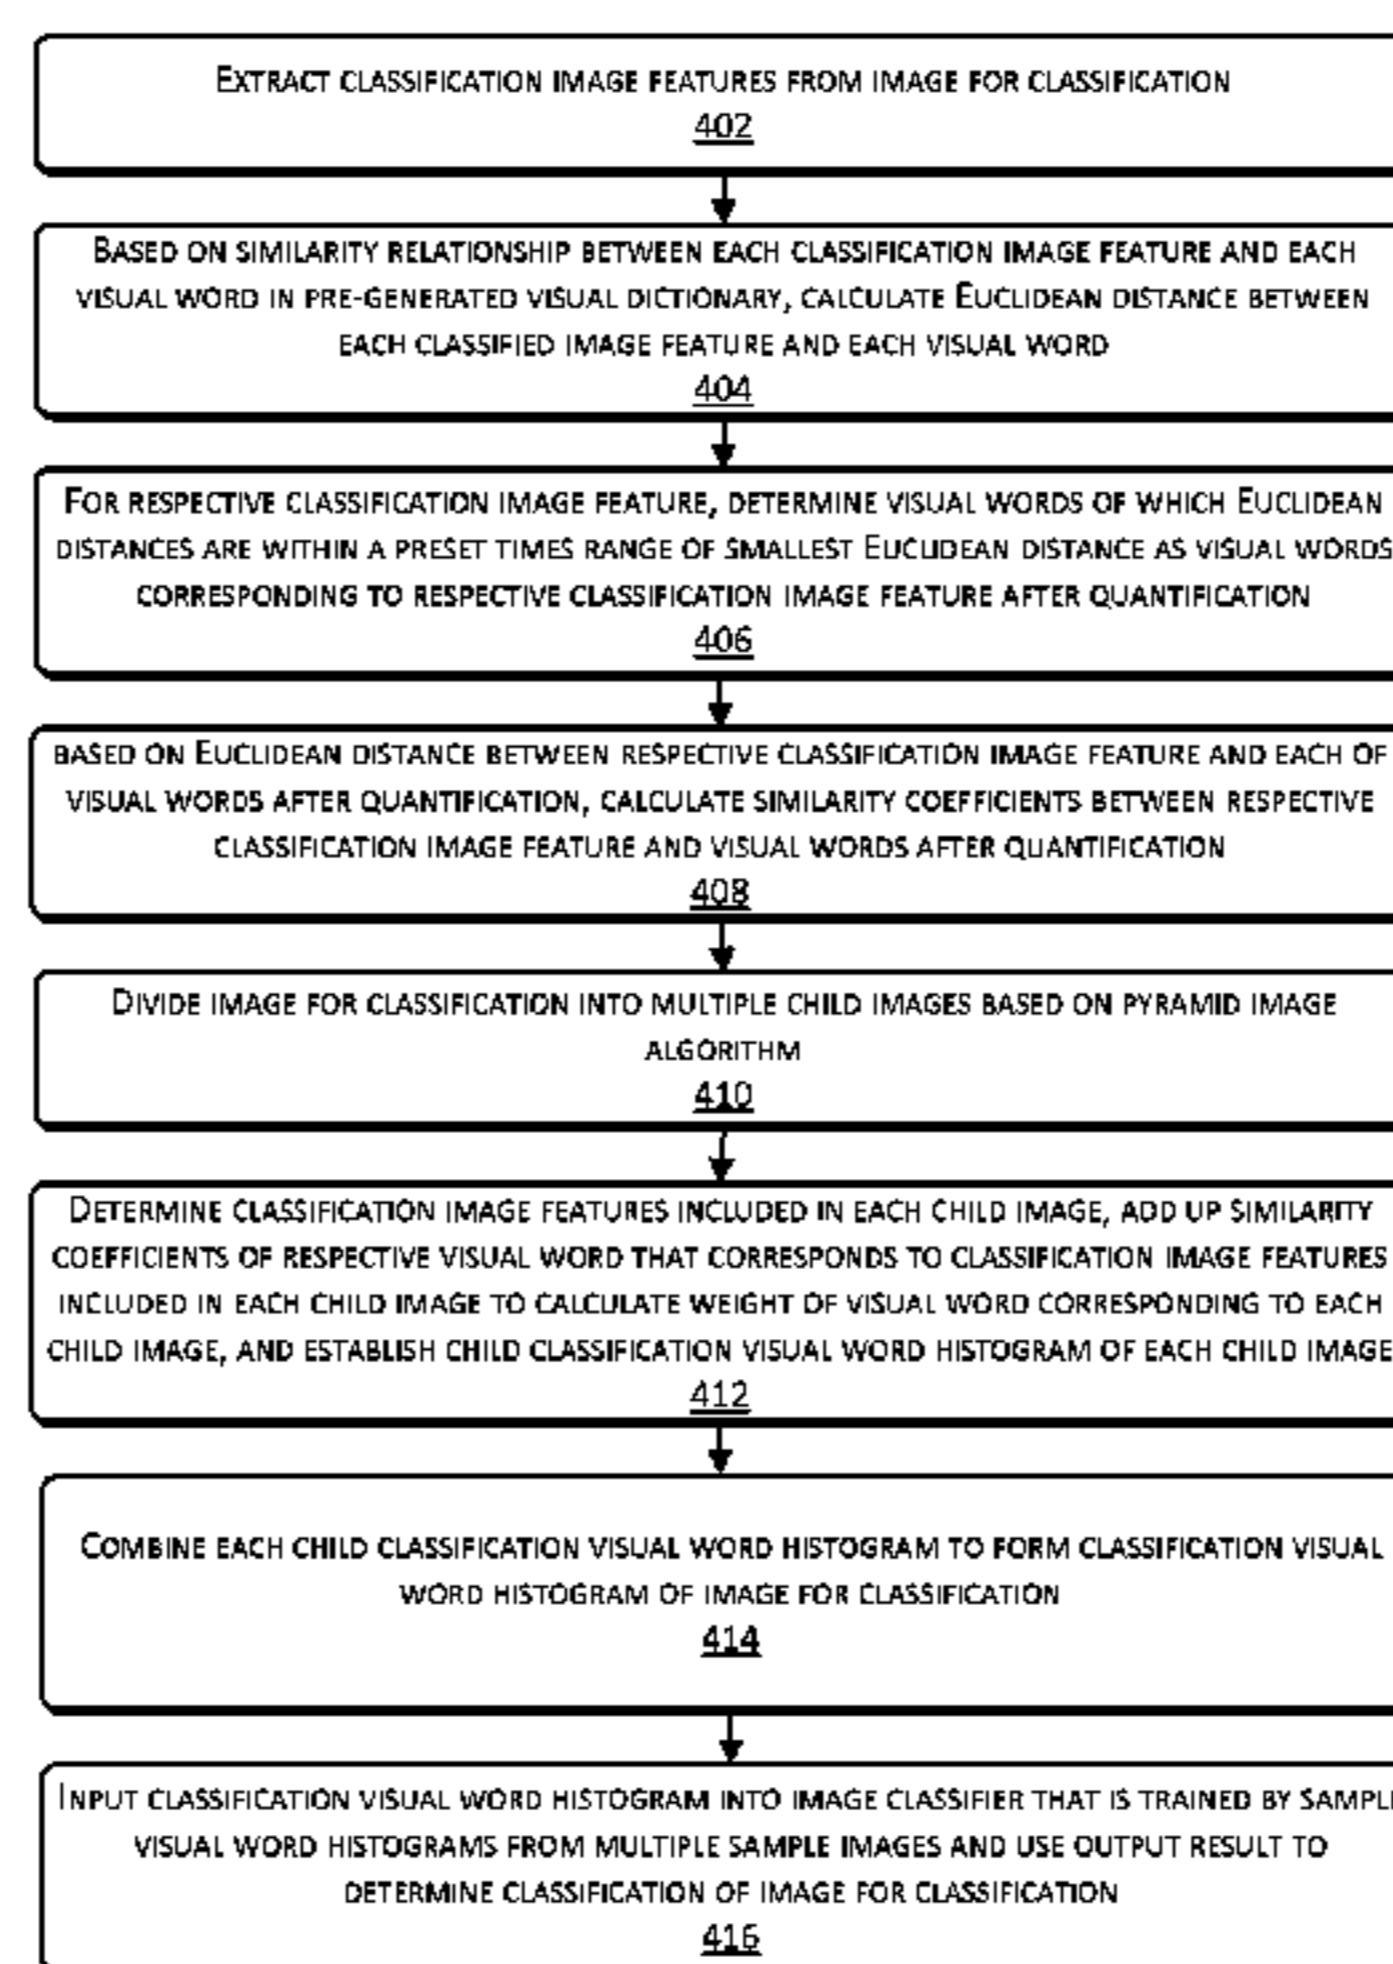 Extract classification image features from image for classification
402
Based on similarity relationship between each classification image feature and each
visual word in pre-generated visual dictionary, calculate Euclidean distance between
each classified image feature and each visual word
404
For respective classification image feature, determine visual words of which Euclidean
distances are within a preset times range of smallest Euclidean distance as visual words
corresponding to respective classification image feature after quantification
406
based on Euclidean distance between respective classification image feature and each of
visual words after quantification, calculate similarity coefficients between respective
classification image feature and visual words after quantification
408
Divide image for classification into multiple child images based on pyramid image
algorithm
410
Determine classification image features included in each child image, add up similarity
coefficients of respective visual word that corresponds to classification image features
included in each child image to calculate weight of visual word corresponding to each
child image, and establish child classification visual word histogram of each child image
412
Combine each child classification visual word histogram to form classification visual
word histogram of image for classification
414
Input classification visual word histogram into image classifier that is trained by sample
visual word histograms from multiple sample images and use output result to
determine classification of image for classification
416